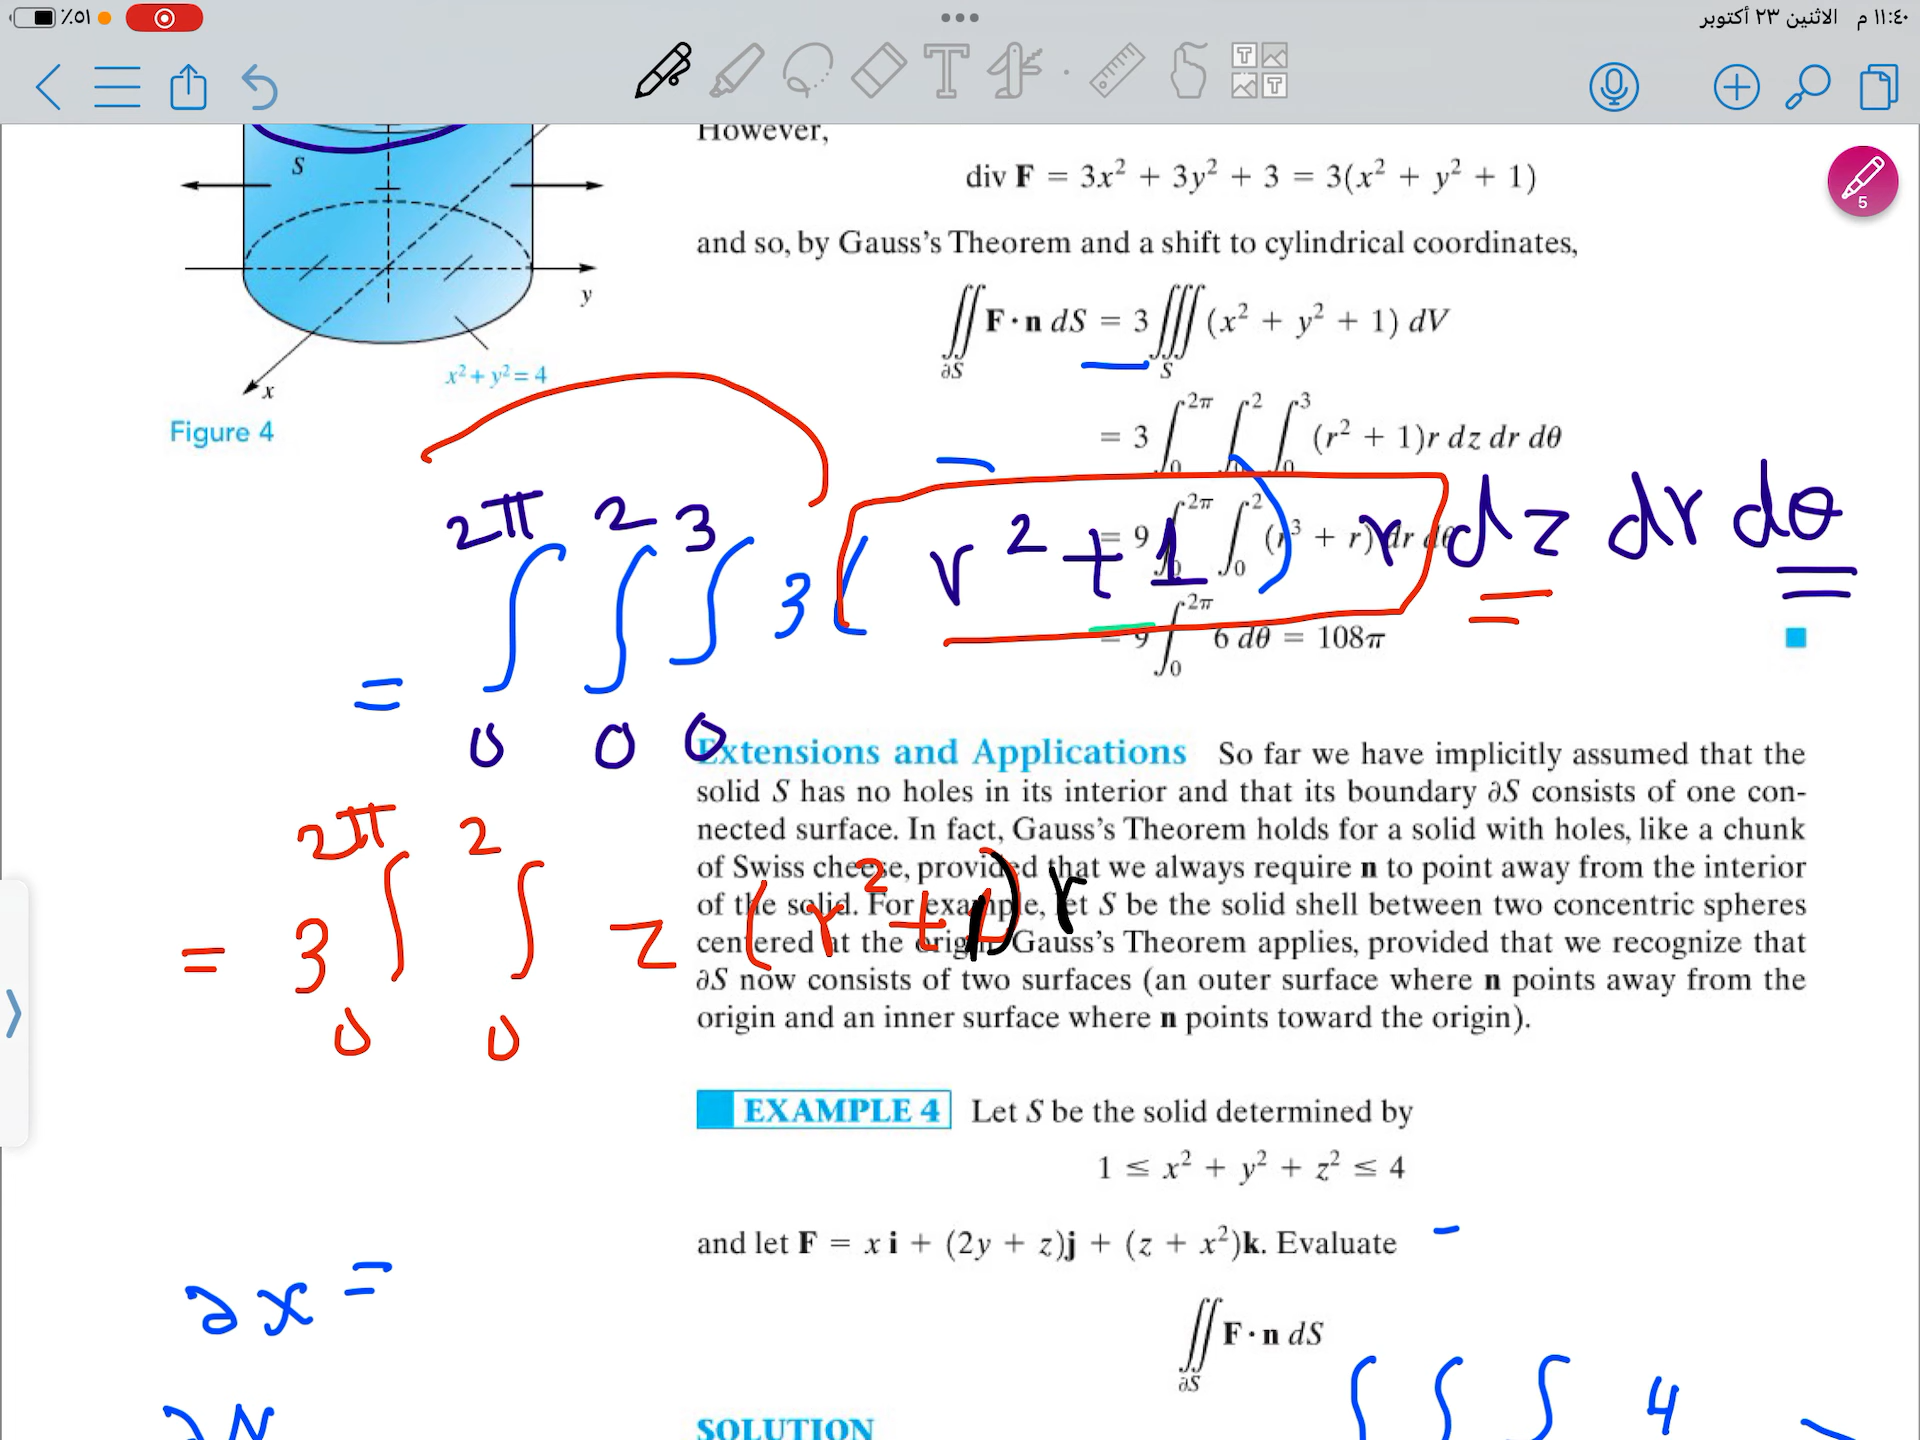 ١١:٤٠ م الاثنين ٢٣ أكتوبر
٪٥١
5
However,
div F = 3x² + 3y² + 3 = 3(x² + y² + 1)
and so, by Gauss's Theorem and a shift to cylindrical coordinates,
∬∂S F · n dS = 3 ∭S (x² + y² + 1) dV
= 3 ∫₀^2π ∫₀^2 ∫₀^3 (r² + 1)r dz dr dθ
= 9 ∫₀^2π ∫₀^2 (r³ + r) dr dθ
= 9 ∫₀^2π 6 dθ = 108π
S
y
x
x² + y² = 4
Figure 4
= ∫₀^2π ∫₀^2 ∫₀^3 3 (r² + 1) r dz dr dθ
= 3 ∫₀^2π ∫₀^2 z (r² + 1) r
Extensions and Applications So far we have implicitly assumed that the
solid S has no holes in its interior and that its boundary ∂S consists of one con-
nected surface. In fact, Gauss's Theorem holds for a solid with holes, like a chunk
of Swiss cheese, provided that we always require n to point away from the interior
of the solid. For example, let S be the solid shell between two concentric spheres
centered at the origin. Gauss's Theorem applies, provided that we recognize that
∂S now consists of two surfaces (an outer surface where n points away from the
origin and an inner surface where n points toward the origin).
EXAMPLE 4 Let S be the solid determined by
1 ≤ x² + y² + z² ≤ 4
and let F = x i + (2y + z)j + (z + x²)k. Evaluate
∬∂S F · n dS
∂x =
∫ ∫ ∫ 4
SOLUTION